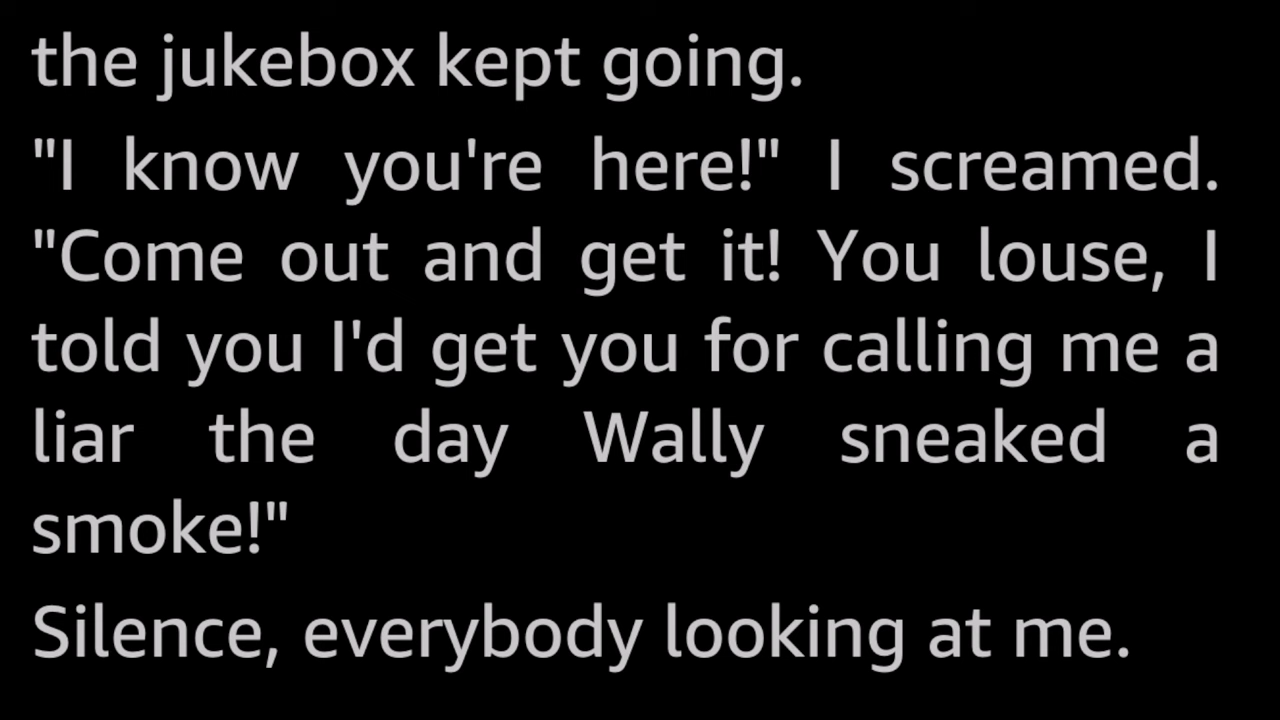 the jukebox kept going.
"I know you're here!" I screamed.
"Come out and get it! You louse, I
told you I'd get you for calling me a
liar the day Wally sneaked a
smoke!"
Silence, everybody looking at me.